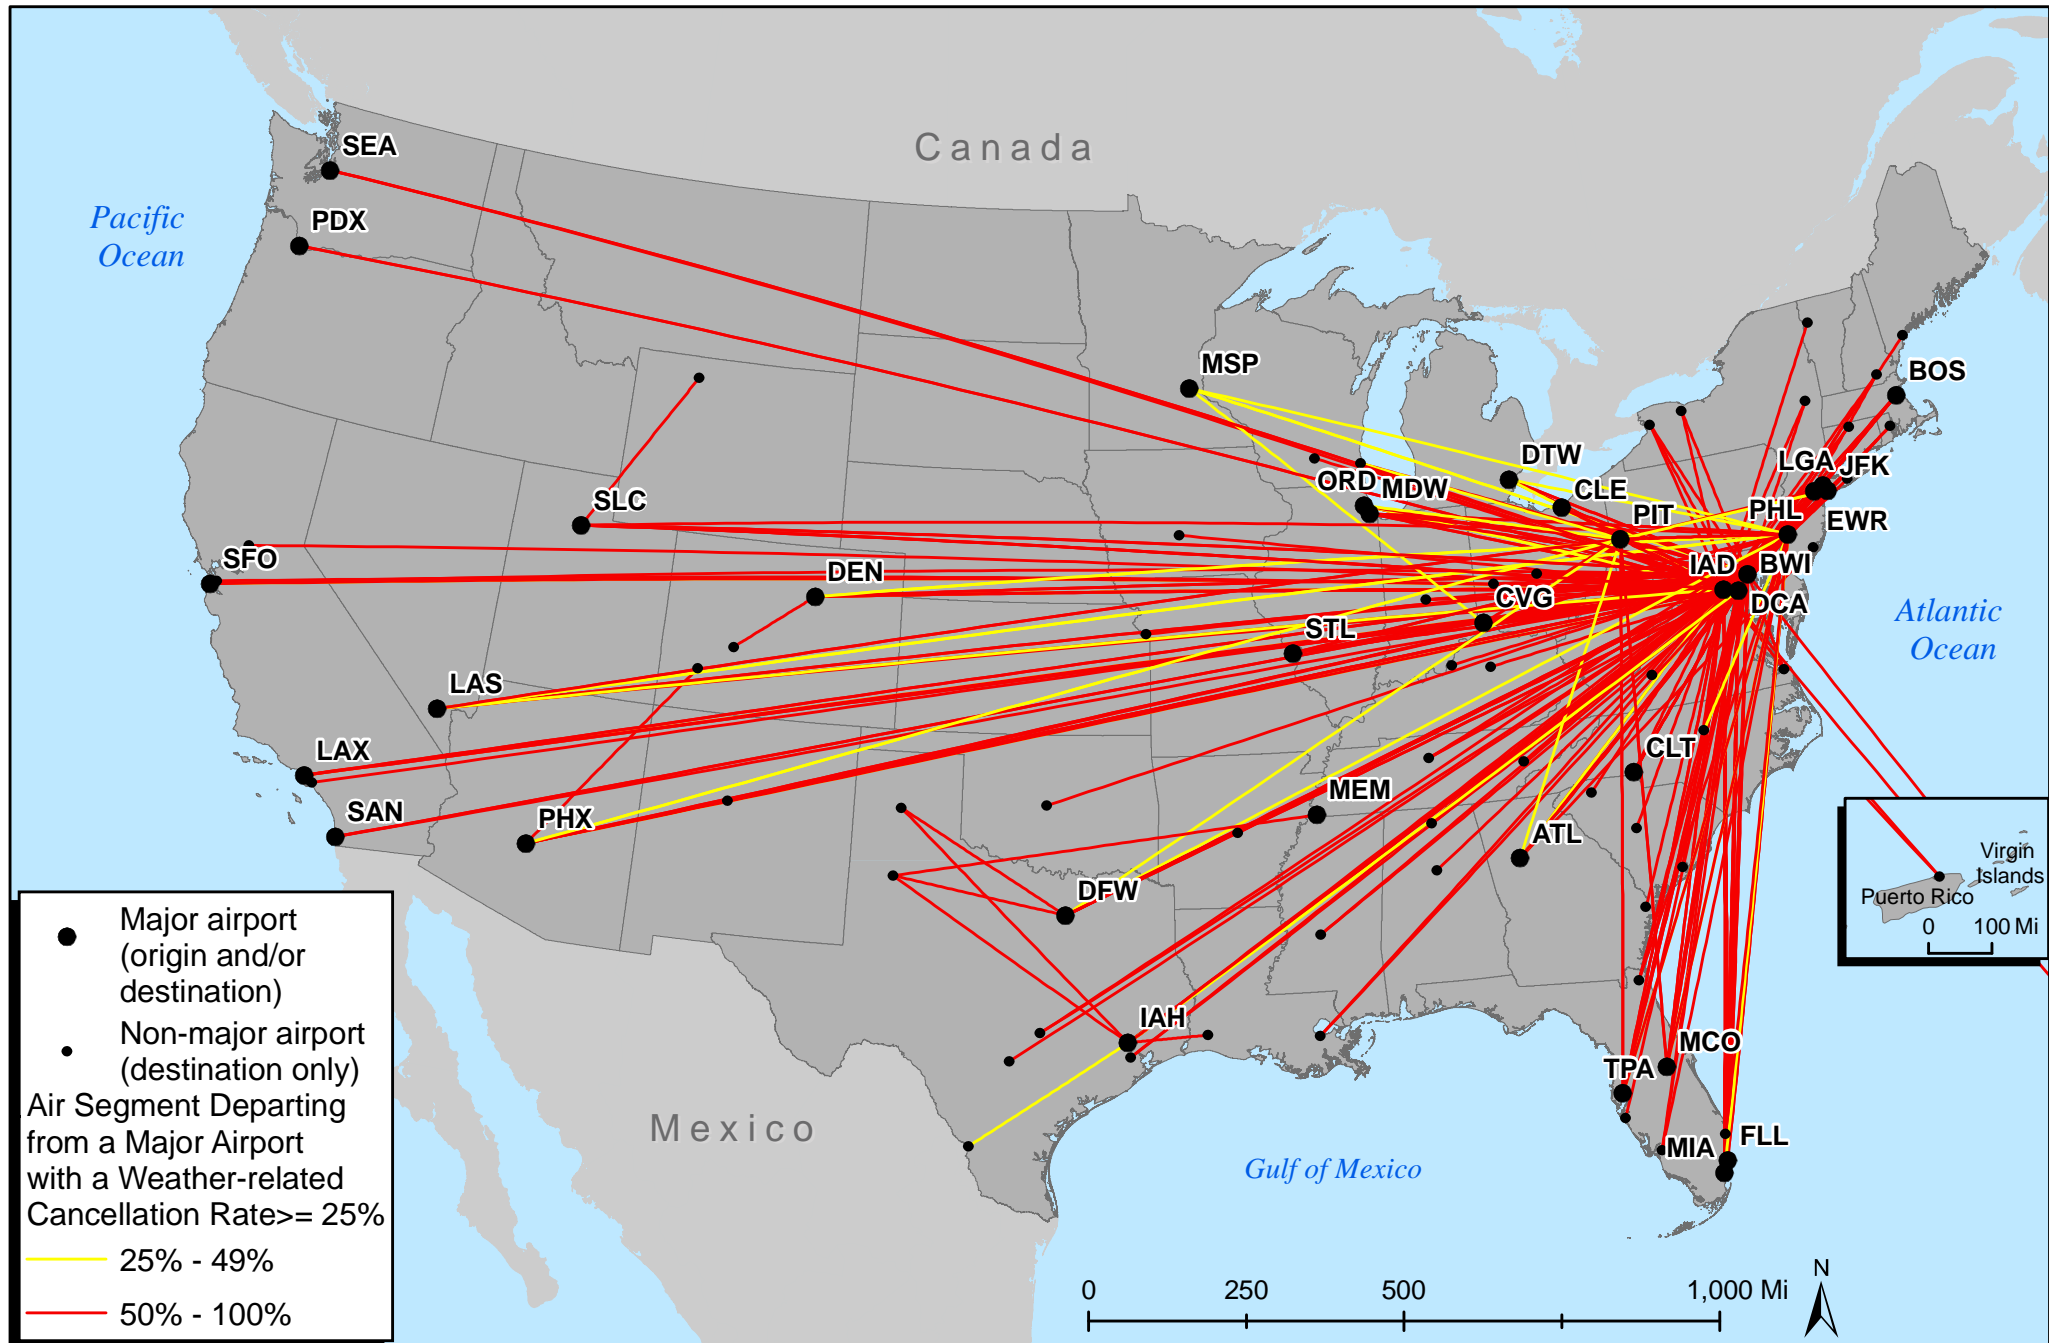 Canada
SEA
Pacific
Ocean
PDX
MSP
BOS
DTW
LGA
JFK
ORD
MDW
CLE
SLC
PIT
PHL
EWR
SFO
DEN
IAD
BWI
CVG
DCA
Atlantic
Ocean
STL
LAS
LAX
CLT
SAN
PHX
MEM
ATL
DFW
Virgin
Islands
Puerto Rico
0 100 Mi
IAH
MCO
TPA
Mexico
MIA
FLL
Gulf of Mexico
Major airport
(origin and/or
destination)
Non-major airport
(destination only)
Air Segment Departing
from a Major Airport
with a Weather-related
Cancellation Rate>= 25%
25% - 49%
50% - 100%
0 250 500 1,000 Mi
N